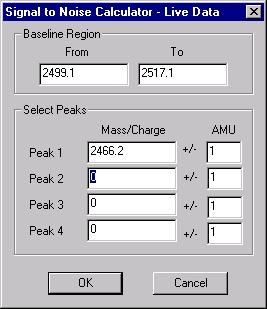 Signal to Noise Calculator - Live Data
Baseline Region
From To
2499.1 2517.1
Select Peaks
Mass/Charge AMU
Peak 1 2466.2 +/- 1
Peak 2 0 +/- 1
Peak 3 0 +/- 1
Peak 4 0 +/- 1
OK Cancel